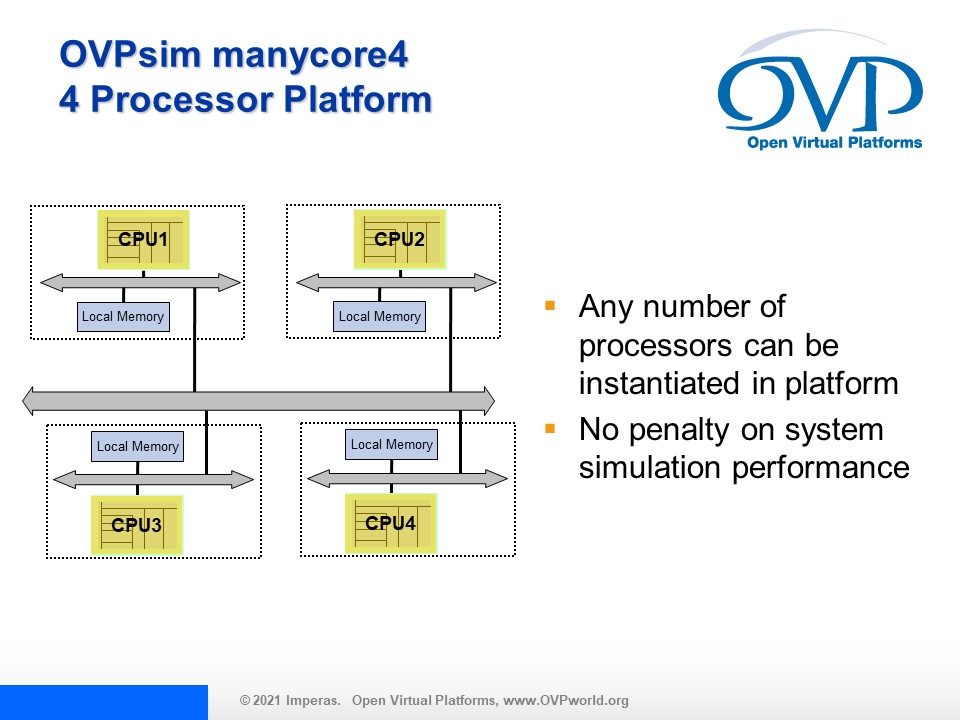 OVPsim manycore4
4 Processor Platform
OVP
Open Virtual Platforms
CPU1
Local Memory
CPU2
Local Memory
Local Memory
CPU3
Local Memory
CPU4
Any number of
processors can be
instantiated in platform
No penalty on system
simulation performance
© 2021 Imperas. Open Virtual Platforms, www.OVPworld.org